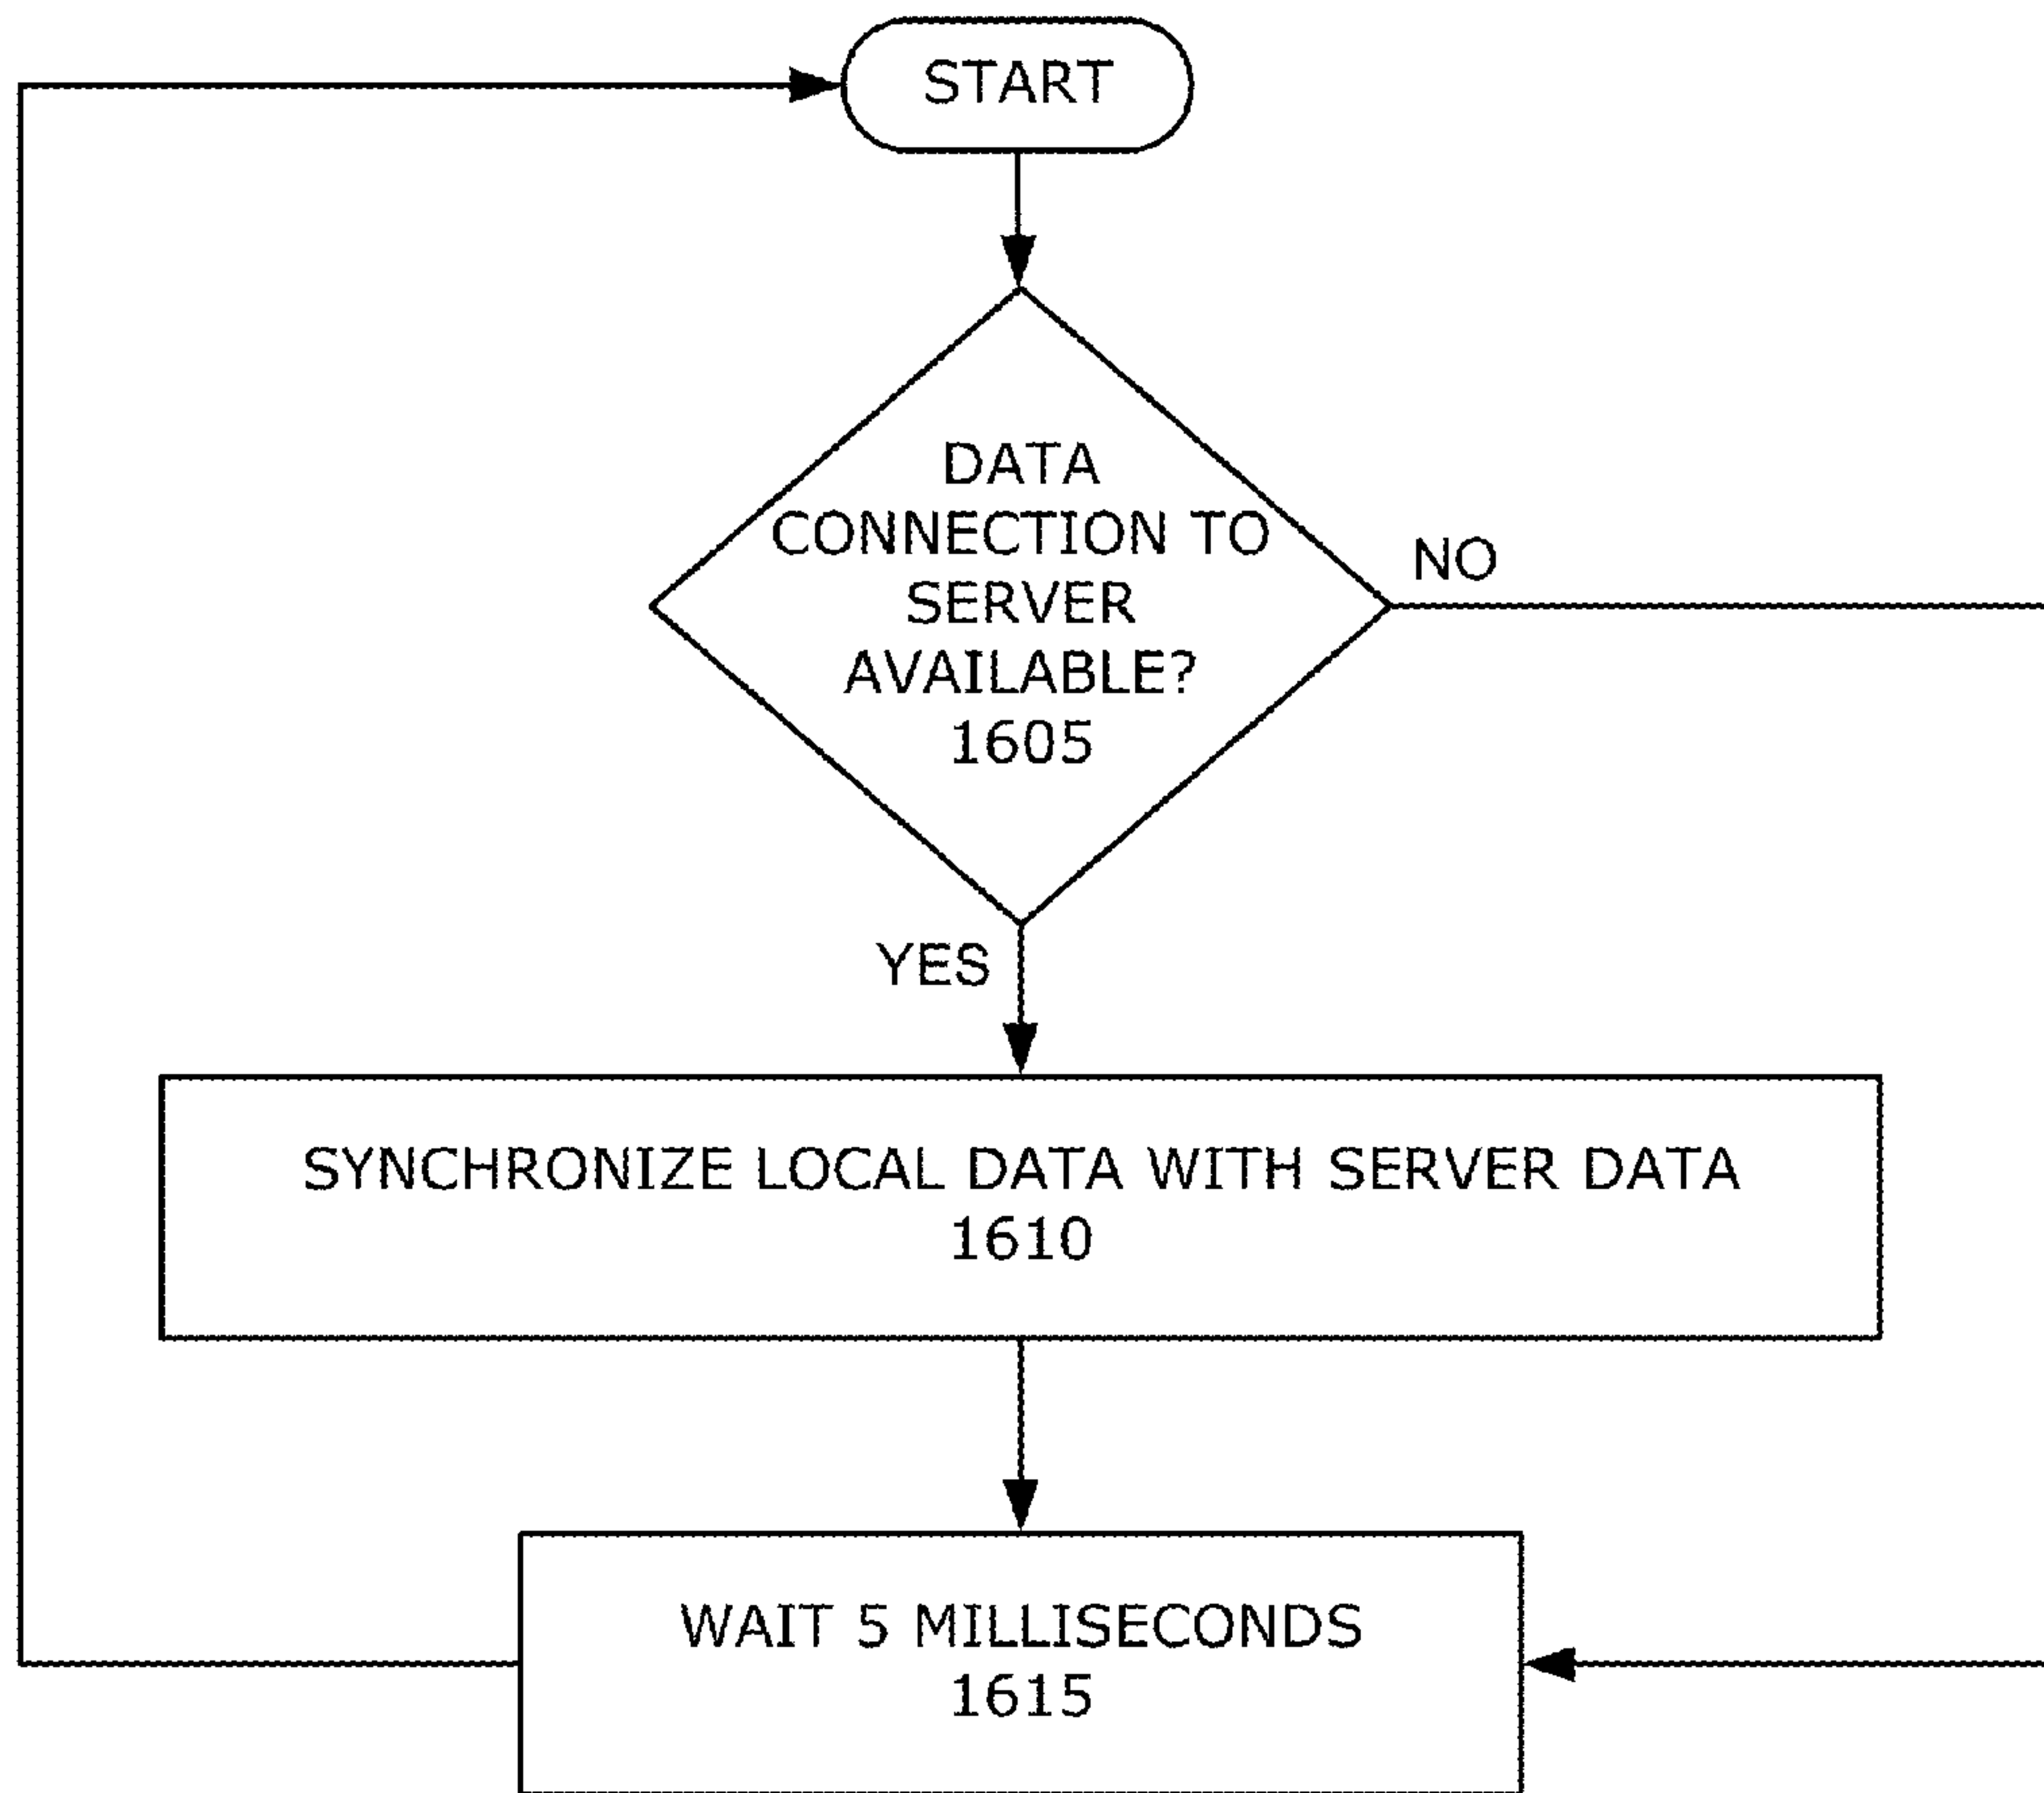 START
DATA
CONNECTION TO
SERVER
AVAILABLE?
1605
NO
YES
SYNCHRONIZE LOCAL DATA WITH SERVER DATA
1610
WAIT 5 MILLISECONDS
1615